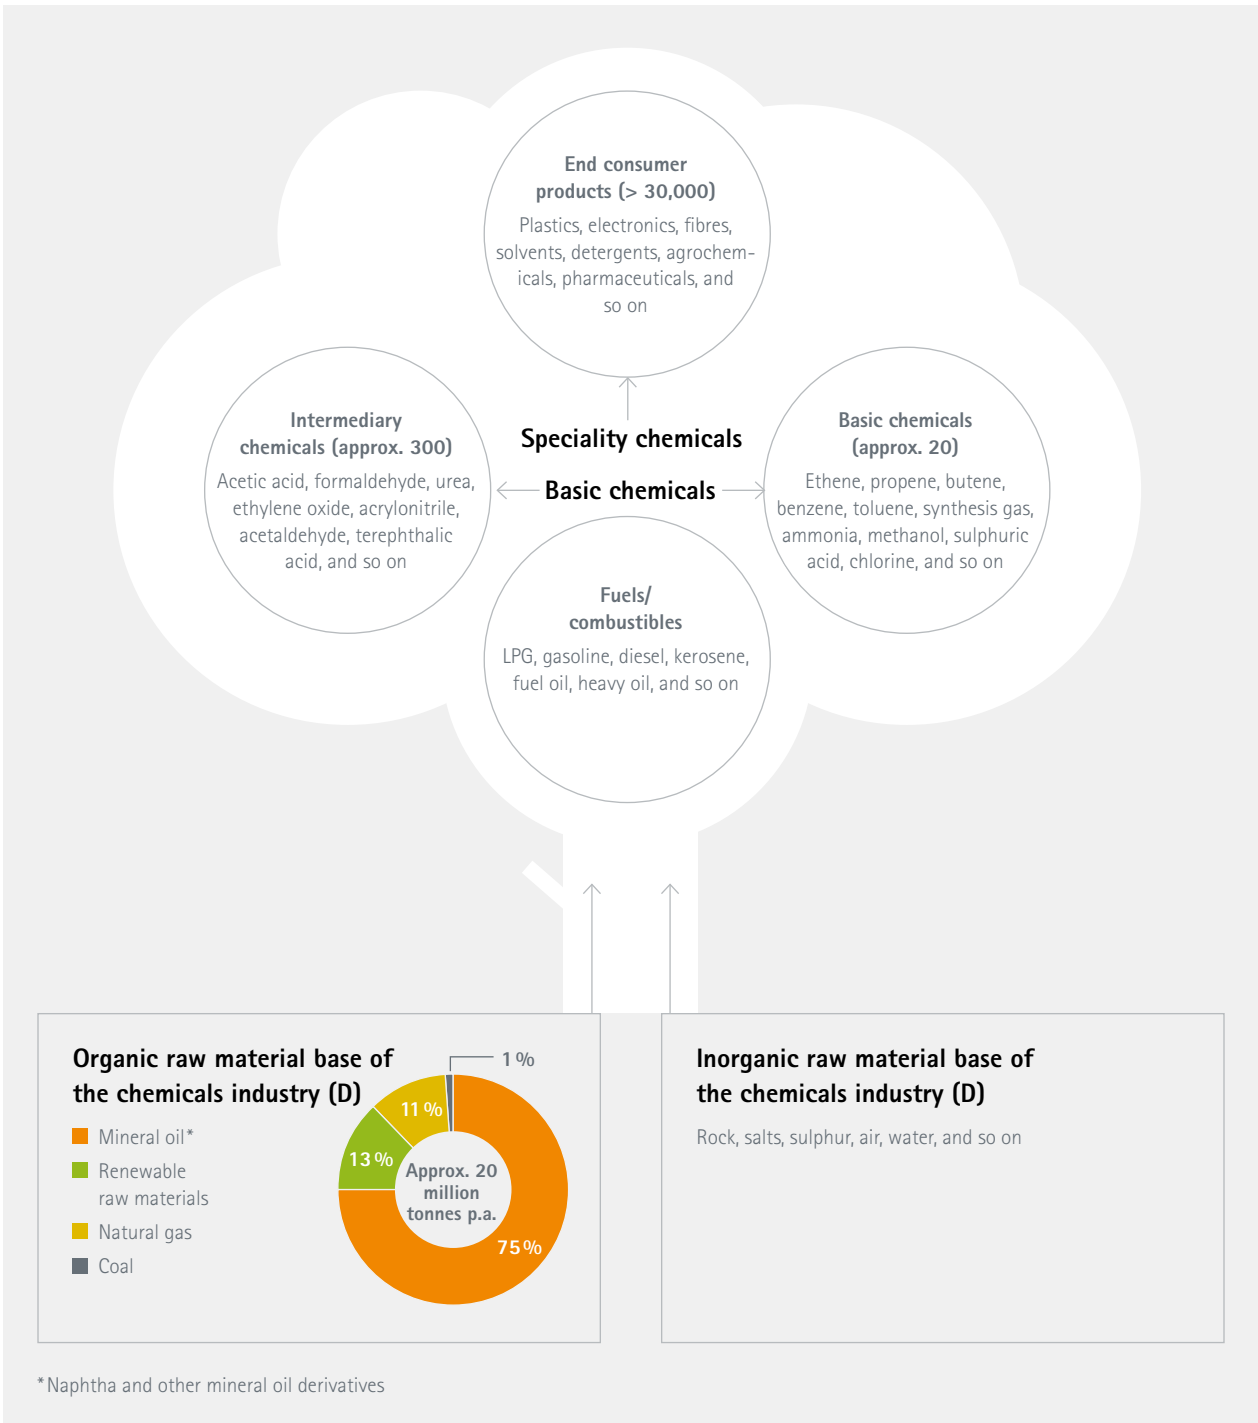 End consumer
products (> 30,000)
Plastics, electronics, fibres,
solvents, detergents, agrochem-
icals, pharmaceuticals, and
so on
Intermediary
chemicals (approx. 300)
Acetic acid, formaldehyde, urea,
ethylene oxide, acrylonitrile,
acetaldehyde, terephthalic
acid, and so on
Speciality chemicals
Basic chemicals
Basic chemicals
(approx. 20)
Ethene, propene, butene,
benzene, toluene, synthesis gas,
ammonia, methanol, sulphuric
acid, chlorine, and so on
Fuels/
combustibles
LPG, gasoline, diesel, kerosene,
fuel oil, heavy oil, and so on
Organic raw material base of
the chemicals industry (D)
Mineral oil*
Renewable
raw materials
Natural gas
Coal
1 %
11 %
13 %
Approx. 20
million
tonnes p.a.
75 %
Inorganic raw material base of
the chemicals industry (D)
Rock, salts, sulphur, air, water, and so on
* Naphtha and other mineral oil derivatives